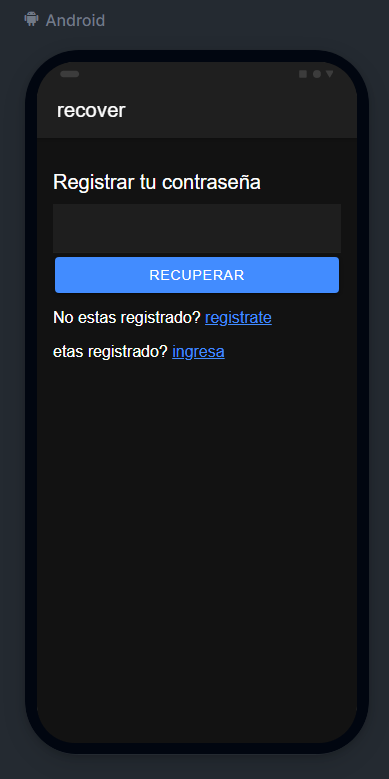 Android
recover
Registrar tu contraseña
RECUPERAR
No estas registrado? registrate
etas registrado? ingresa